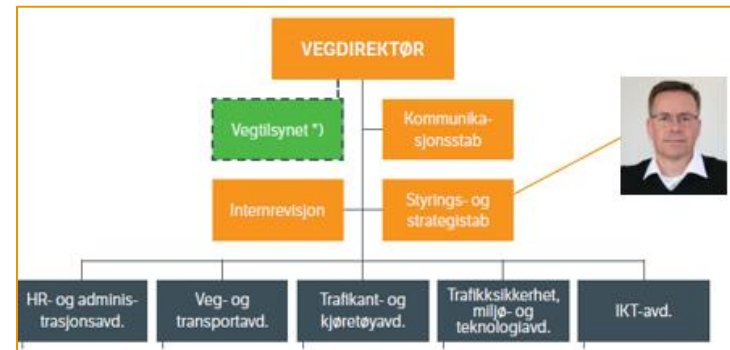 VEGDIREKTØR
Vegtilsynet *)
Kommunika-
sjonsstab
Internrevisjon
Styrings- og
strategistab
HR- og adminis-
trasjonsavd.
Veg- og
transportavd.
Trafikant- og
kjøretøyavd.
Trafikksikkerhet,
miljø- og
teknologiavd.
IKT-avd.